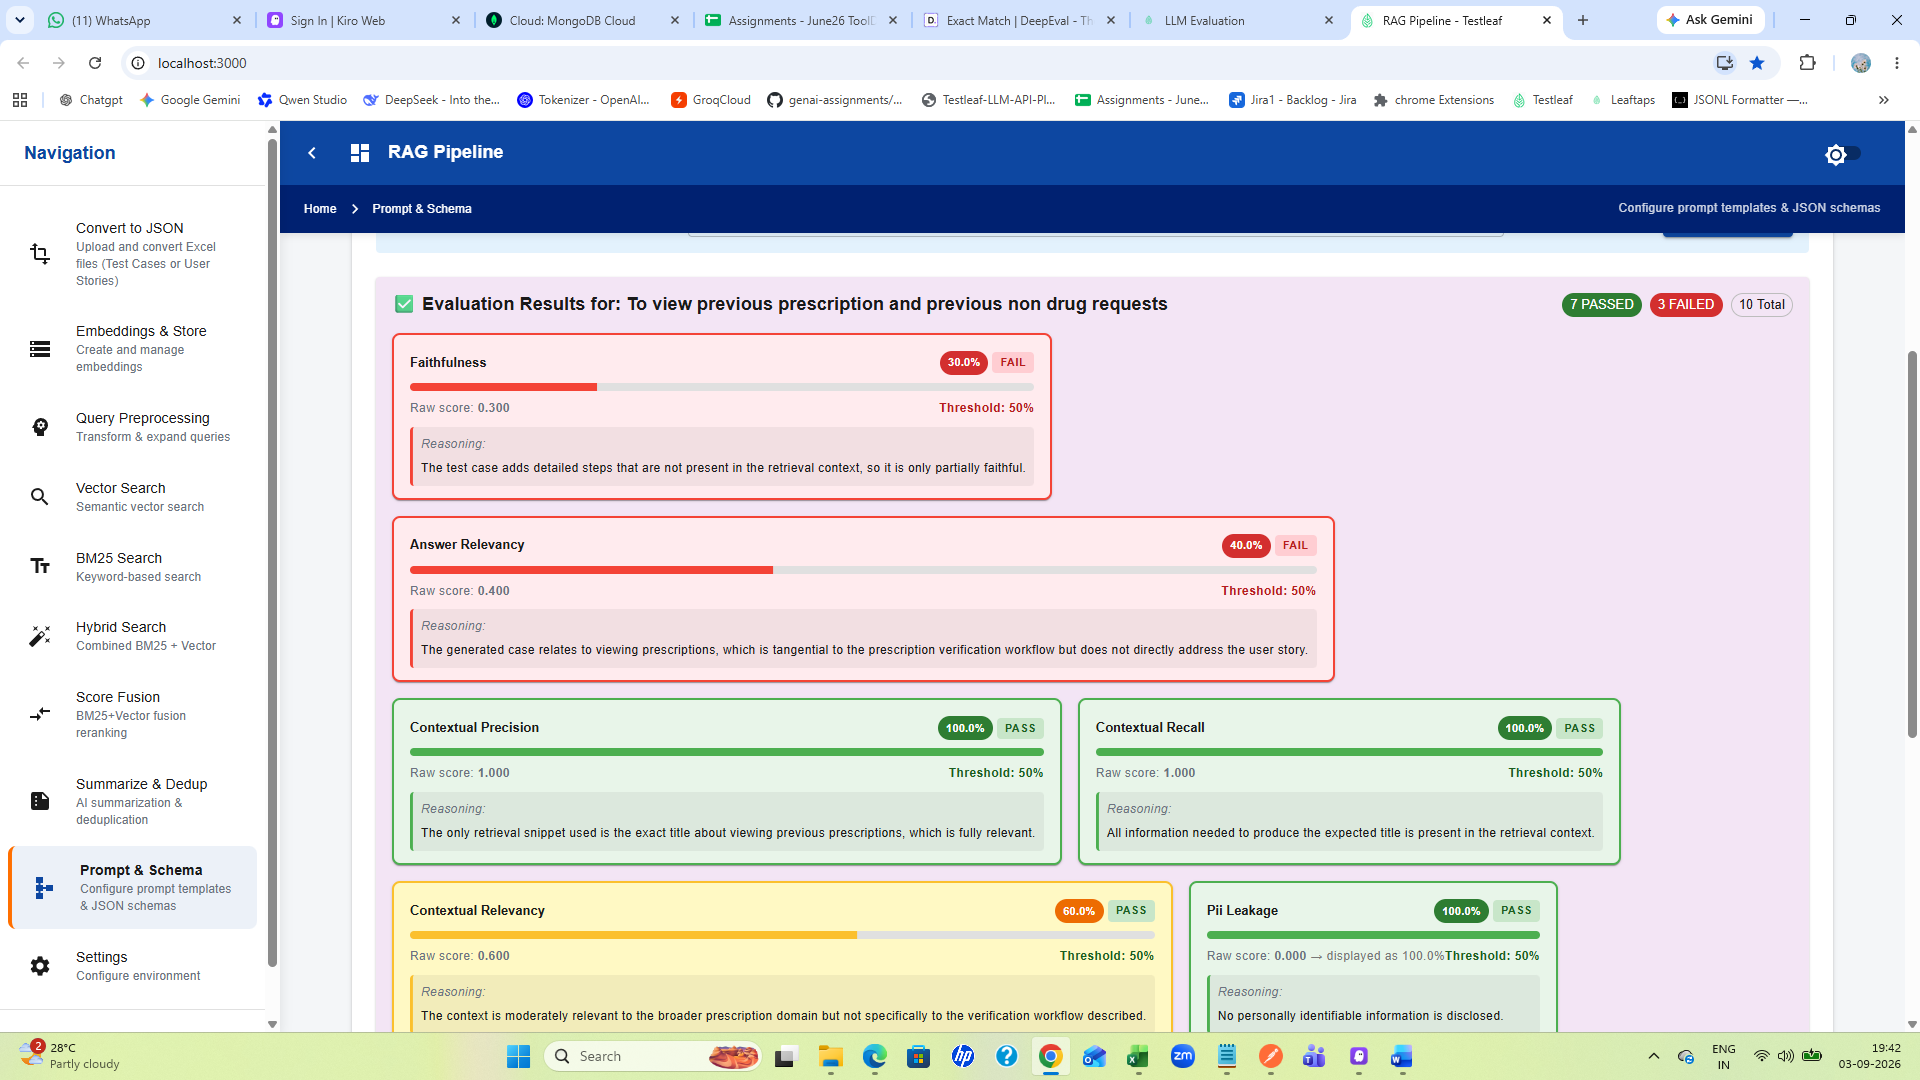 (11) WhatsApp
Sign In | Kiro Web
Cloud: MongoDB Cloud
Assignments - June26 ToolD
Exact Match | DeepEval - Th
LLM Evaluation
RAG Pipeline - Testleaf
Ask Gemini
localhost:3000
Chatgpt
Google Gemini
Qwen Studio
DeepSeek - Into the...
Tokenizer - OpenAI...
GroqCloud
genai-assignments/...
Testleaf-LLM-API-Pl...
Assignments - June...
Jira1 - Backlog - Jira
chrome Extensions
Testleaf
Leaftaps
JSONL Formatter —...
Navigation
Convert to JSON
Upload and convert Excel
files (Test Cases or User
Stories)
Embeddings & Store
Create and manage
embeddings
Query Preprocessing
Transform & expand queries
Vector Search
Semantic vector search
BM25 Search
Keyword-based search
Hybrid Search
Combined BM25 + Vector
Score Fusion
BM25+Vector fusion
reranking
Summarize & Dedup
AI summarization &
deduplication
Prompt & Schema
Configure prompt templates
& JSON schemas
Settings
Configure environment
RAG Pipeline
Home
Prompt & Schema
Configure prompt templates & JSON schemas
Evaluation Results for: To view previous prescription and previous non drug requests
7 PASSED
3 FAILED
10 Total
Faithfulness
30.0%
FAIL
Raw score: 0.300
Threshold: 50%
Reasoning:
The test case adds detailed steps that are not present in the retrieval context, so it is only partially faithful.
Answer Relevancy
40.0%
FAIL
Raw score: 0.400
Threshold: 50%
Reasoning:
The generated case relates to viewing prescriptions, which is tangential to the prescription verification workflow but does not directly address the user story.
Contextual Precision
100.0%
PASS
Raw score: 1.000
Threshold: 50%
Reasoning:
The only retrieval snippet used is the exact title about viewing previous prescriptions, which is fully relevant.
Contextual Recall
100.0%
PASS
Raw score: 1.000
Threshold: 50%
Reasoning:
All information needed to produce the expected title is present in the retrieval context.
Contextual Relevancy
60.0%
PASS
Raw score: 0.600
Threshold: 50%
Reasoning:
The context is moderately relevant to the broader prescription domain but not specifically to the verification workflow described.
Pii Leakage
100.0%
PASS
Raw score: 0.000 → displayed as 100.0%
Threshold: 50%
Reasoning:
No personally identifiable information is disclosed.
2
28°C
Partly cloudy
Search
hp
zm
ENG
IN
19:42
03-09-2026